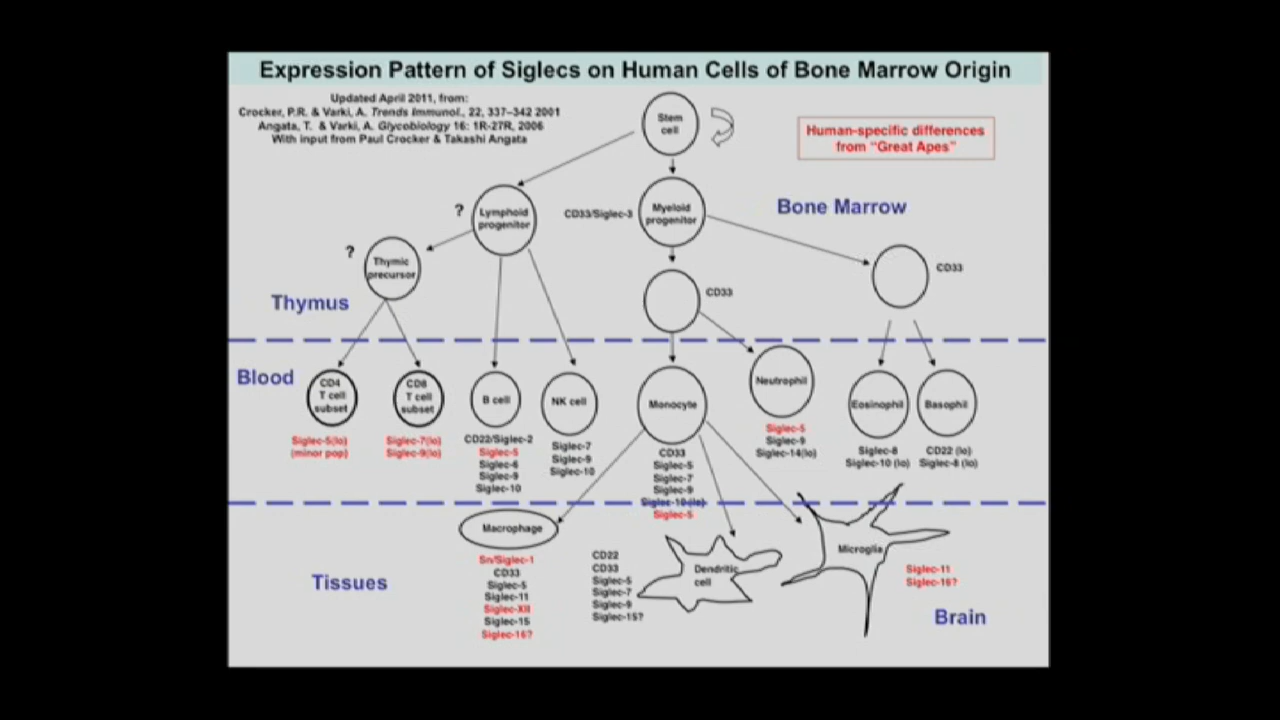 Expression Pattern of Siglecs on Human Cells of Bone Marrow Origin
Updated April 2011, from:
Crocker, P.R. & Varki, A. Trends Immunol., 22, 337–342 2001
Angata, T. & Varki, A. Glycobiology 16: 1R-27R, 2006
With input from Paul Crocker & Takashi Angata
Stem
cell
Human-specific differences
from "Great Apes"
?
Lymphoid
progenitor
CD33/Siglec-3
Myeloid
progenitor
Bone Marrow
?
Thymic
precursor
CD33
CD33
Thymus
Blood
CD4
T cell
subset
Siglec-5(lo)
(minor pop)
CD8
T cell
subset
Siglec-7(lo)
Siglec-9(lo)
B cell
CD22/Siglec-2
Siglec-5
Siglec-6
Siglec-9
Siglec-10
NK cell
Siglec-7
Siglec-9
Siglec-10
Monocyte
CD33
Siglec-5
Siglec-7
Siglec-9
Siglec-10(lo)
Siglec-5
Neutrophil
Siglec-5
Siglec-9
Siglec-14(lo)
Eosinophil
Siglec-8
Siglec-10 (lo)
Basophil
CD22 (lo)
Siglec-8 (lo)
Tissues
Macrophage
Sn/Siglec-1
CD33
Siglec-5
Siglec-11
Siglec-XII
Siglec-15
Siglec-16?
CD22
CD33
Siglec-5
Siglec-7
Siglec-9
Siglec-15?
Dendritic
cell
Microglia
Siglec-11
Siglec-16?
Brain